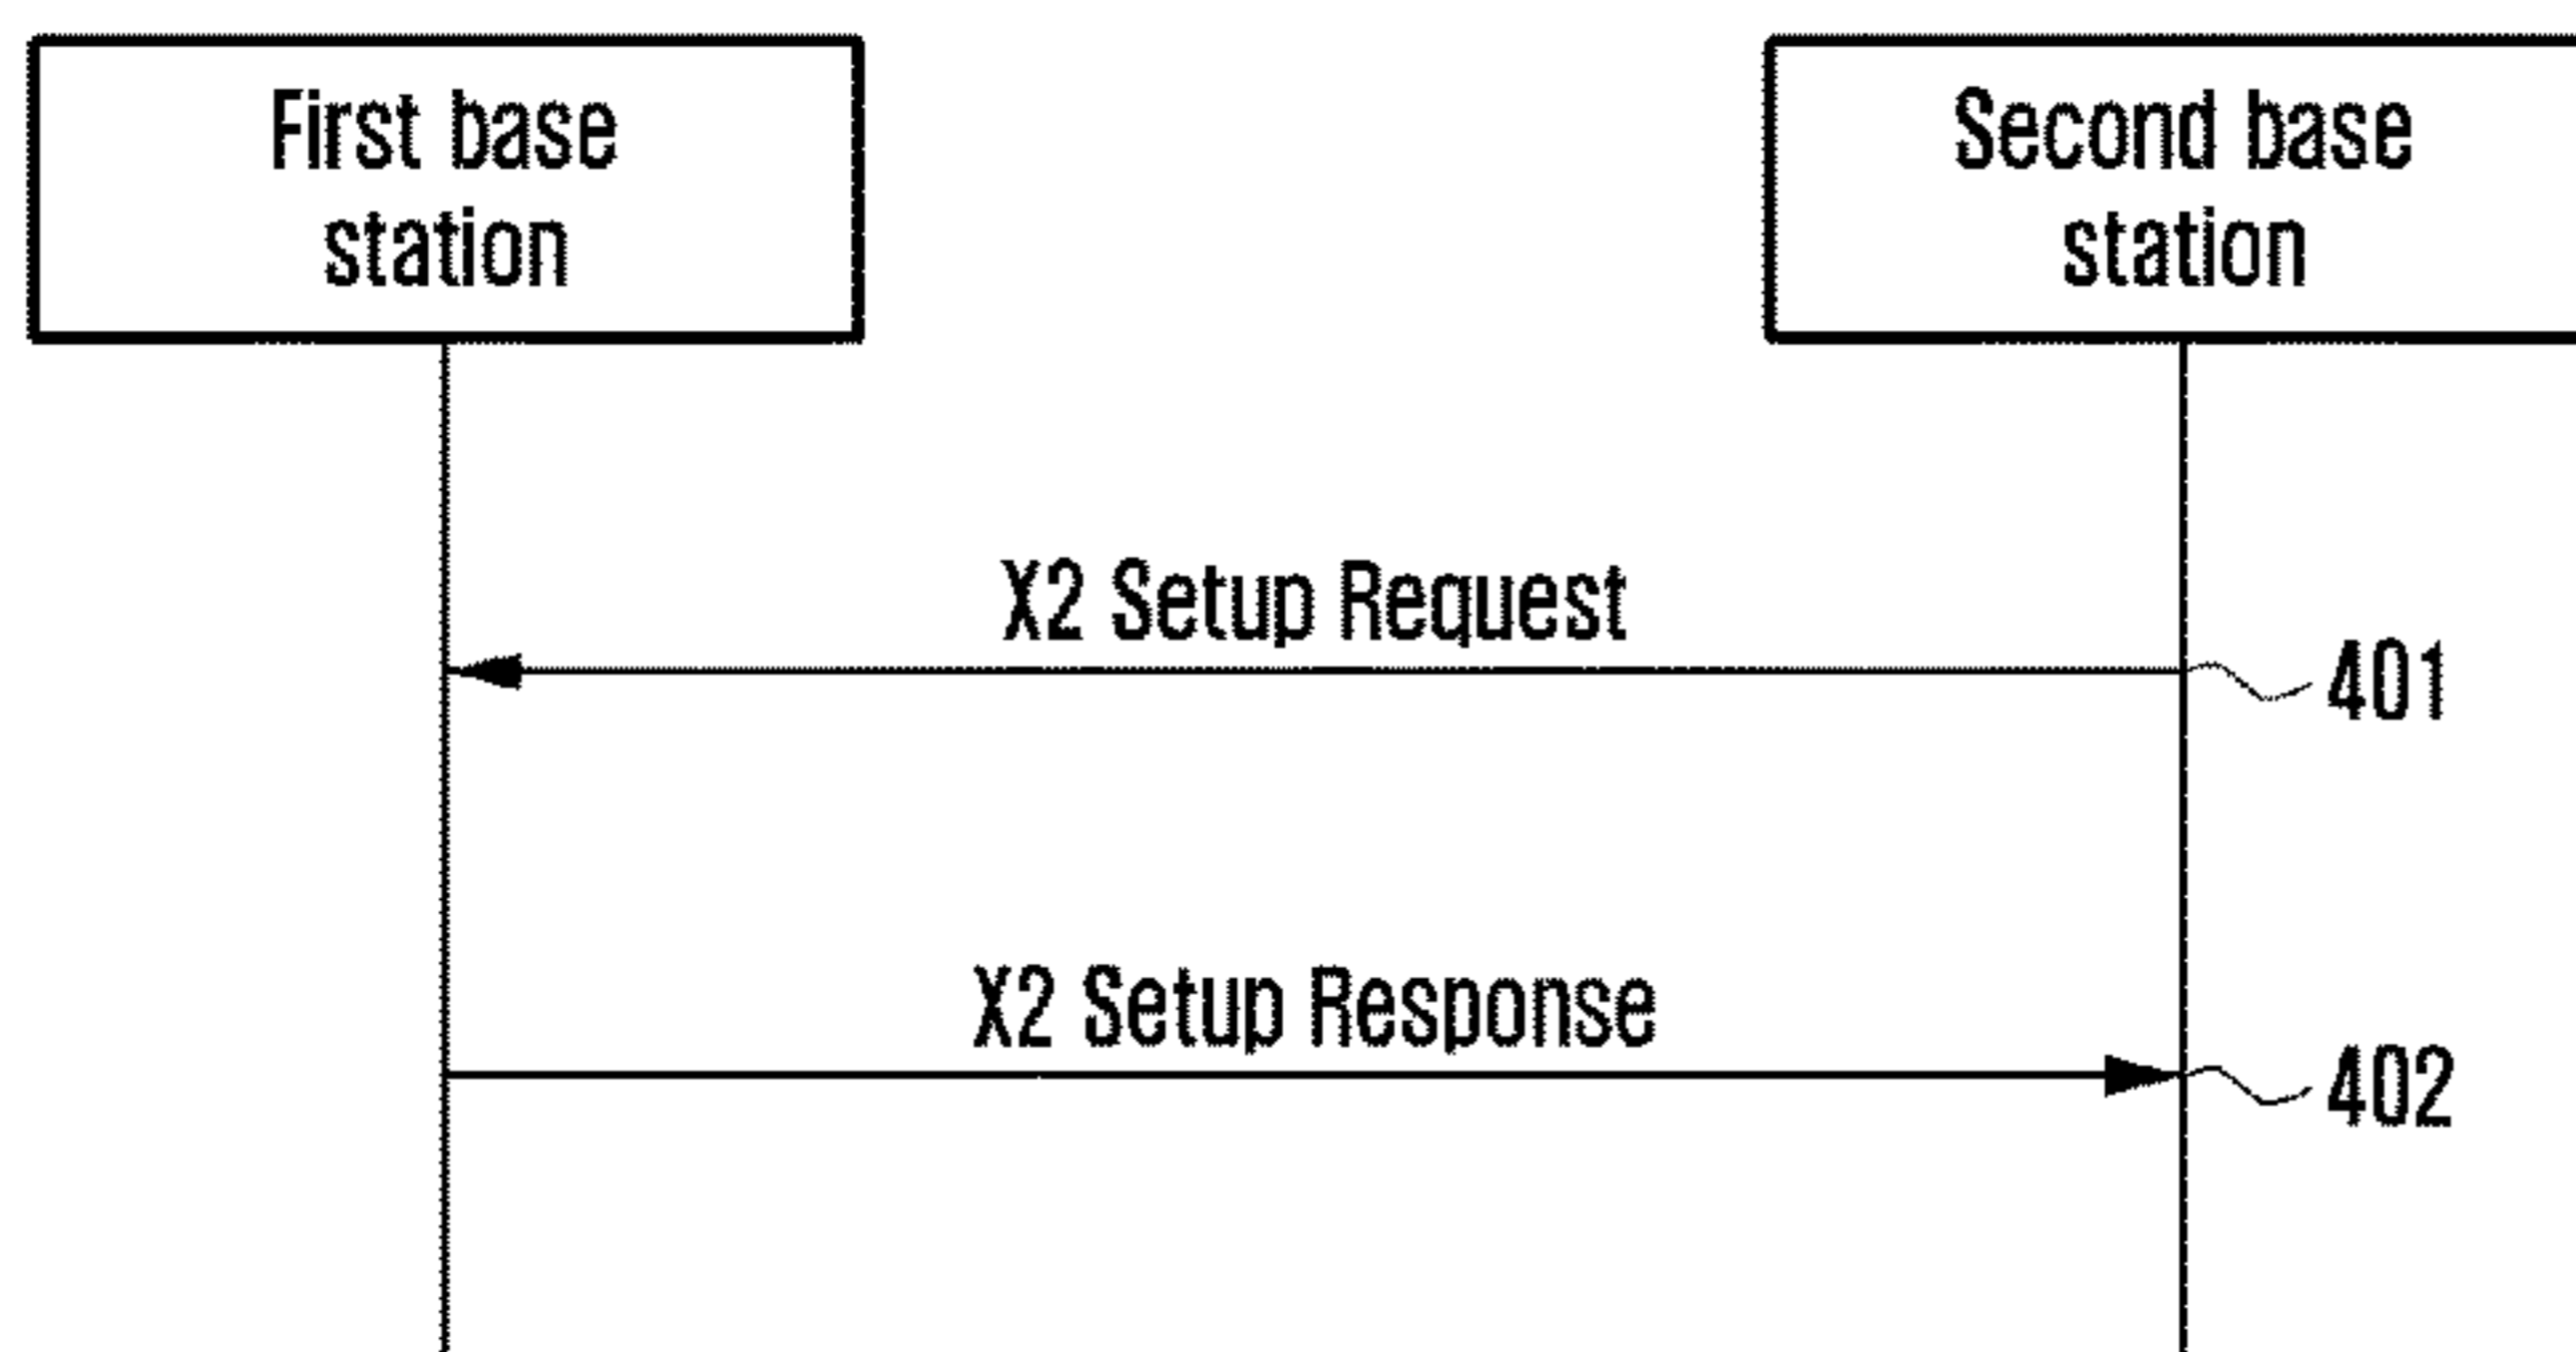 First base
station
Second base
station
X2 Setup Request
401
X2 Setup Response
402